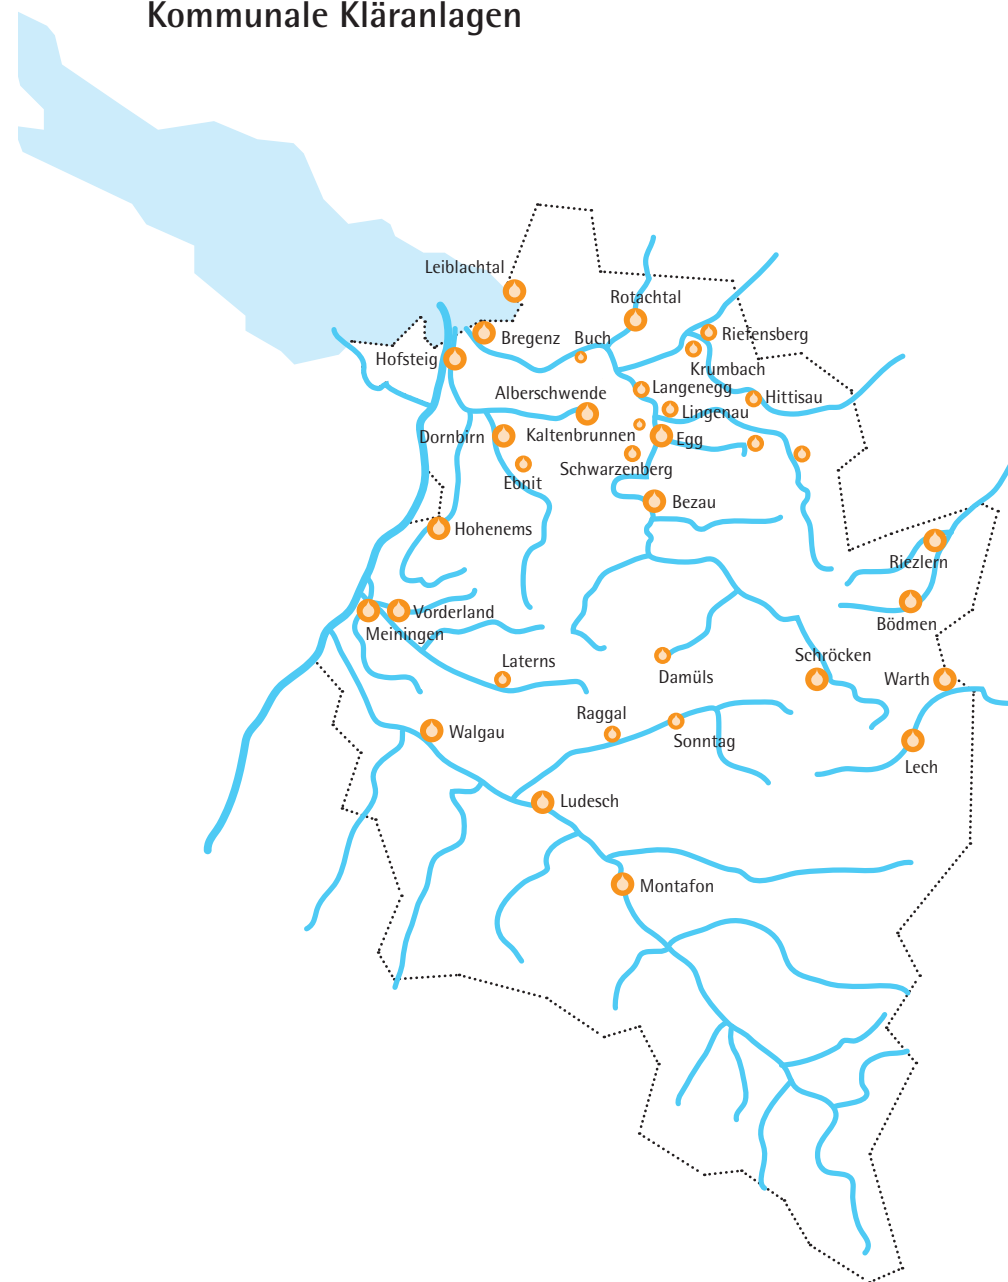 Kommunale Kläranlagen
Leiblachtal
Rotachtal
Bregenz
Buch
Riefensberg
Hofsteig
Krumbach
Langenegg
Alberschwende
Hittisau
Lingenau
Dornbirn
Kaltenbrunnen
Egg
Schwarzenberg
Ebnit
Bezau
Hohenems
Riezlern
Vorderland
Bödmen
Meiningen
Schröcken
Laterns
Damüls
Warth
Raggal
Walgau
Sonntag
Lech
Ludesch
Montafon